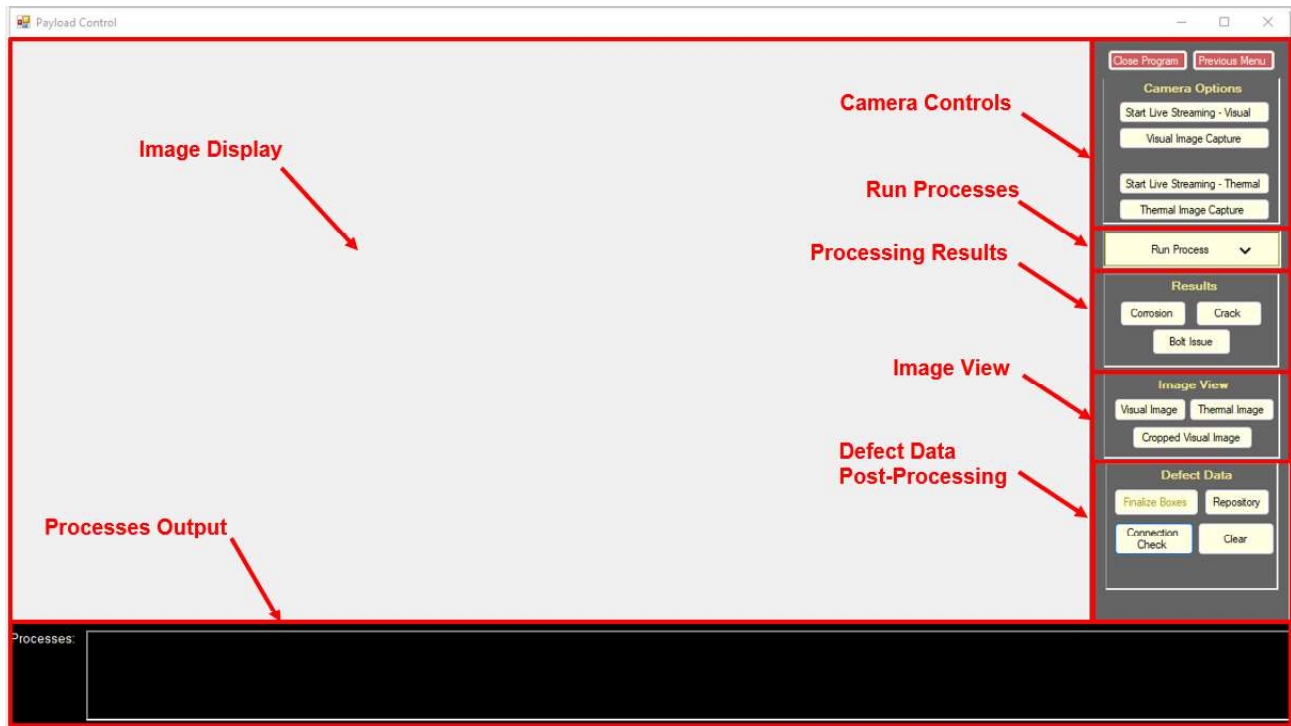 Payload Control
Close Program
Previous Menu
Camera Options
Start Live Streaming - Visual
Visual Image Capture
Start Live Streaming - Thermal
Thermal Image Capture
Run Process
Results
Corrosion
Crack
Bolt Issue
Image View
Visual Image
Thermal Image
Cropped Visual Image
Defect Data
Finalize Boxes
Repository
Connection
Check
Clear
Camera Controls
Image Display
Run Processes
Processing Results
Image View
Defect Data
Post-Processing
Processes Output
Processes: